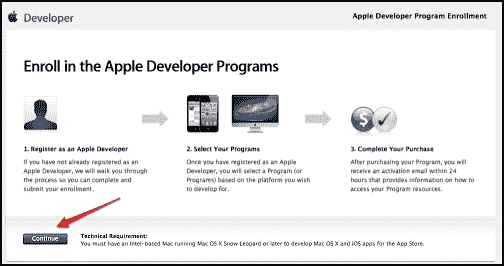 Developer
Apple Developer Program Enrollment
Enroll in the Apple Developer Programs
1. Register as an Apple Developer
If you have not already registered as
Apple Developer, we will walk you through
the process so you can complete and
submit your enrollment.
2. Select Your Programs
Once you have registered as an Apple
Developer, you will select a Program (or
Programs) based on the platform you
wish to develop for.
3. Complete Your Purchase
After purchasing your Program, you will
receive an activation email within 24
hours that provides information on how to
access your Program resources.
Continue
Technical Requirement:
You must have an Intel-based Mac running Mac OS X Snow Leopard or later to develop Mac OS X and iOS apps for the App Store.